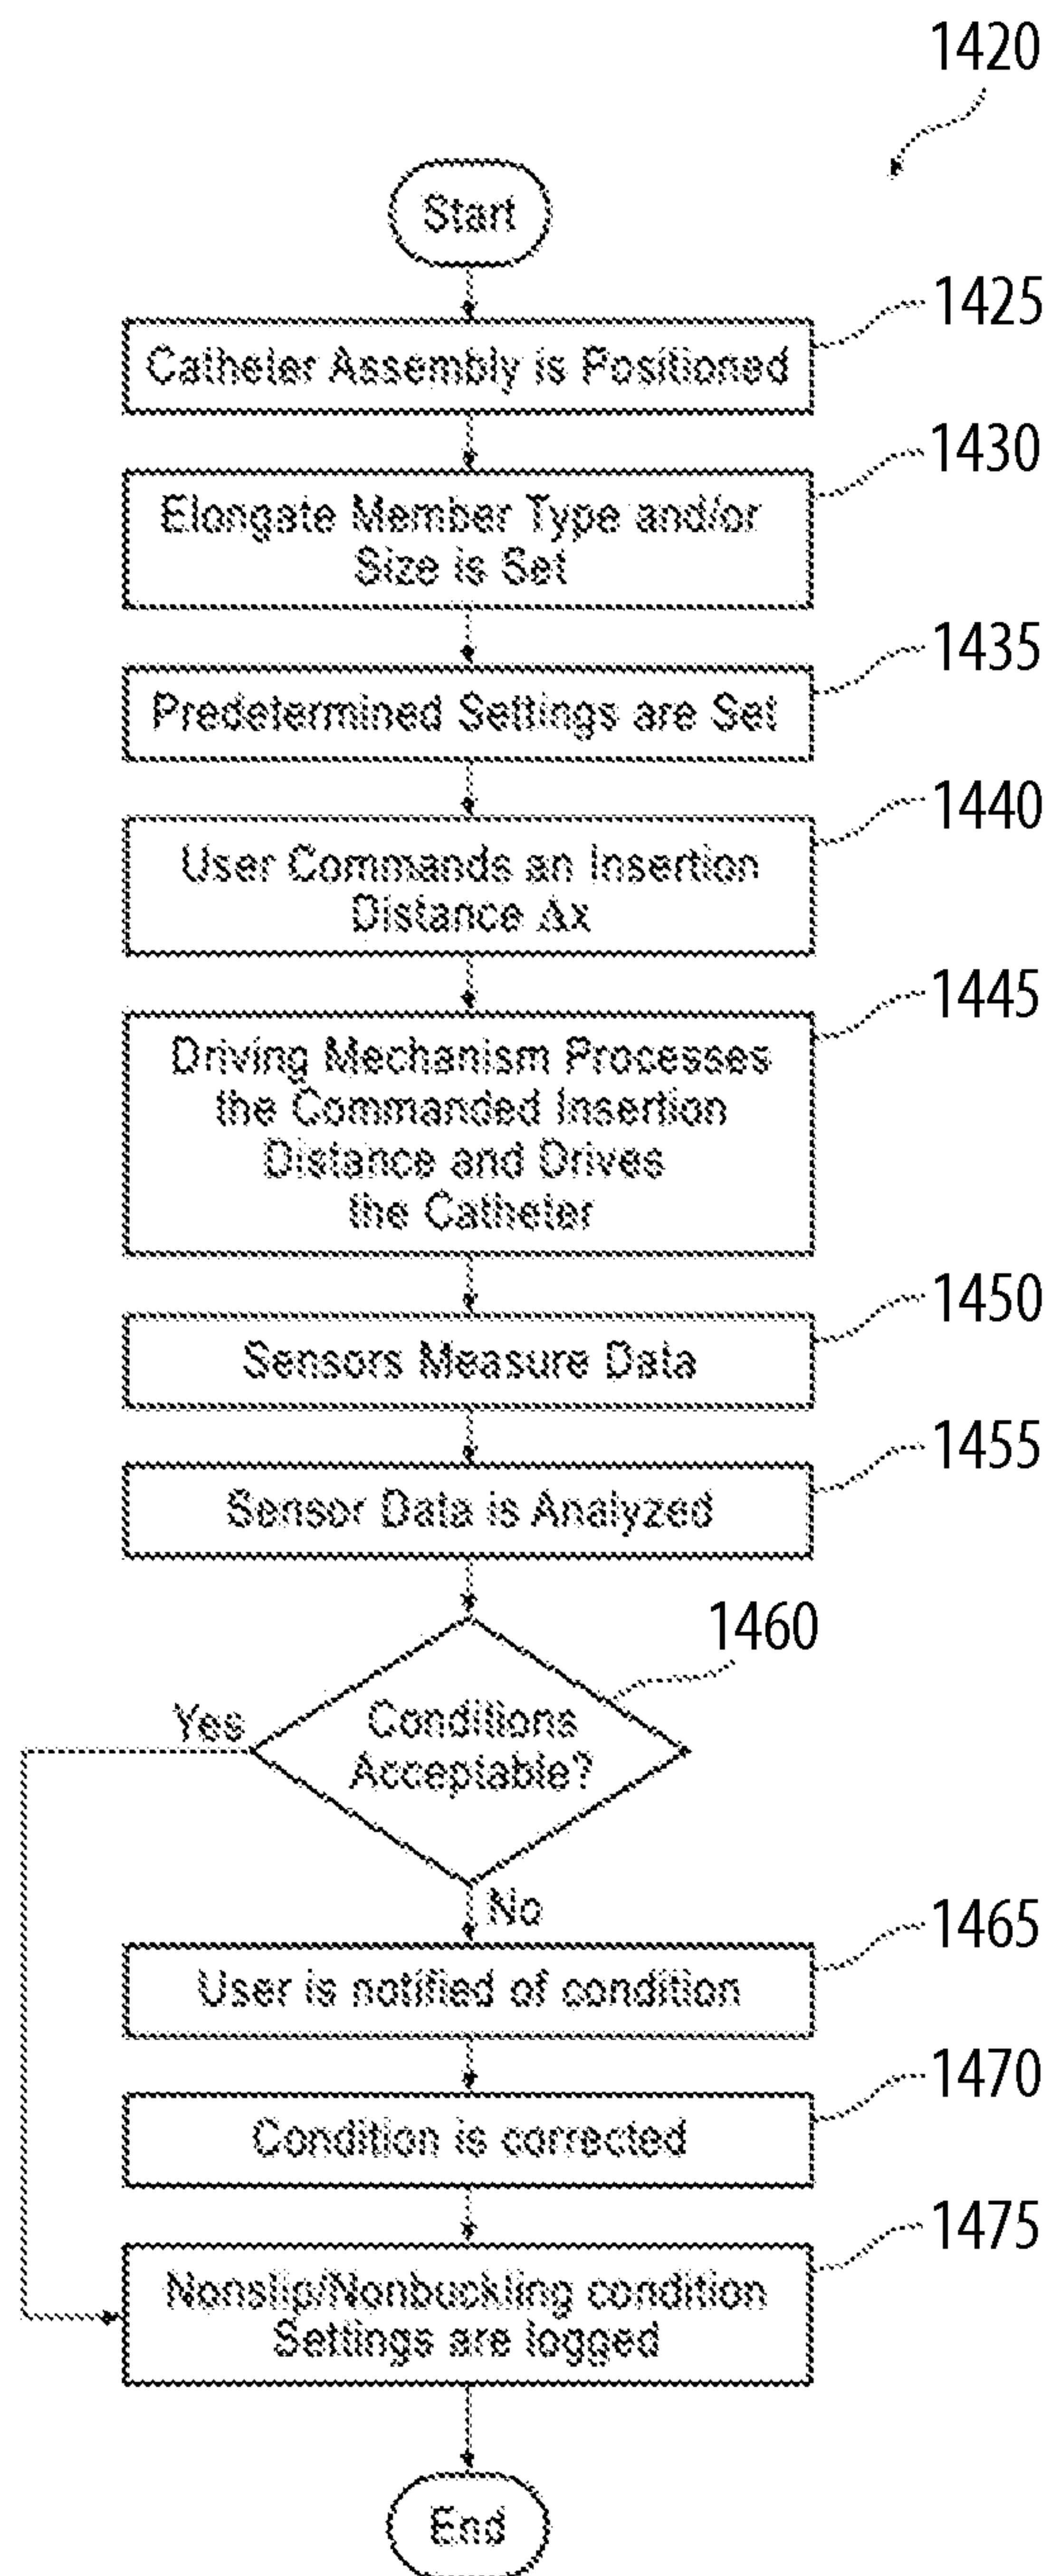 1420
Start
1425
Catheter Assembly is Positioned
1430
Elongate Member Type and/or
Size is Set
1435
Predetermined Settings are Set
1440
User Commands an Insertion
Distance Δx
1445
Driving Mechanism Processes
the Commanded Insertion
Distance and Drives
the Catheter
1450
Sensors Measure Data
1455
Sensor Data is Analyzed
1460
Yes
Conditions
Acceptable?
No
1465
User is notified of condition
1470
Condition is corrected
1475
Nonslip/Nonbuckling condition
Settings are logged
End